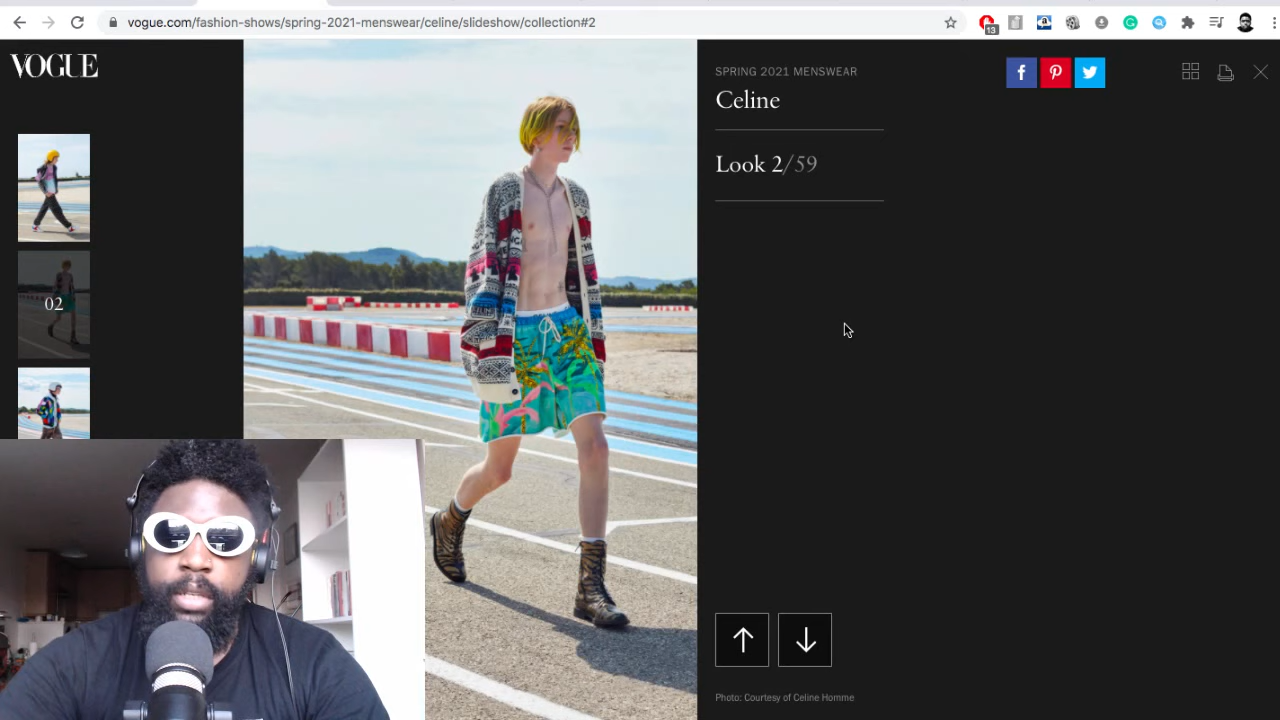 vogue.com/fashion-shows/spring-2021-menswear/celine/slideshow/collection#2
13
VOGUE
SPRING 2021 MENSWEAR
Celine
Look 2/59
02
Photo: Courtesy of Celine Homme